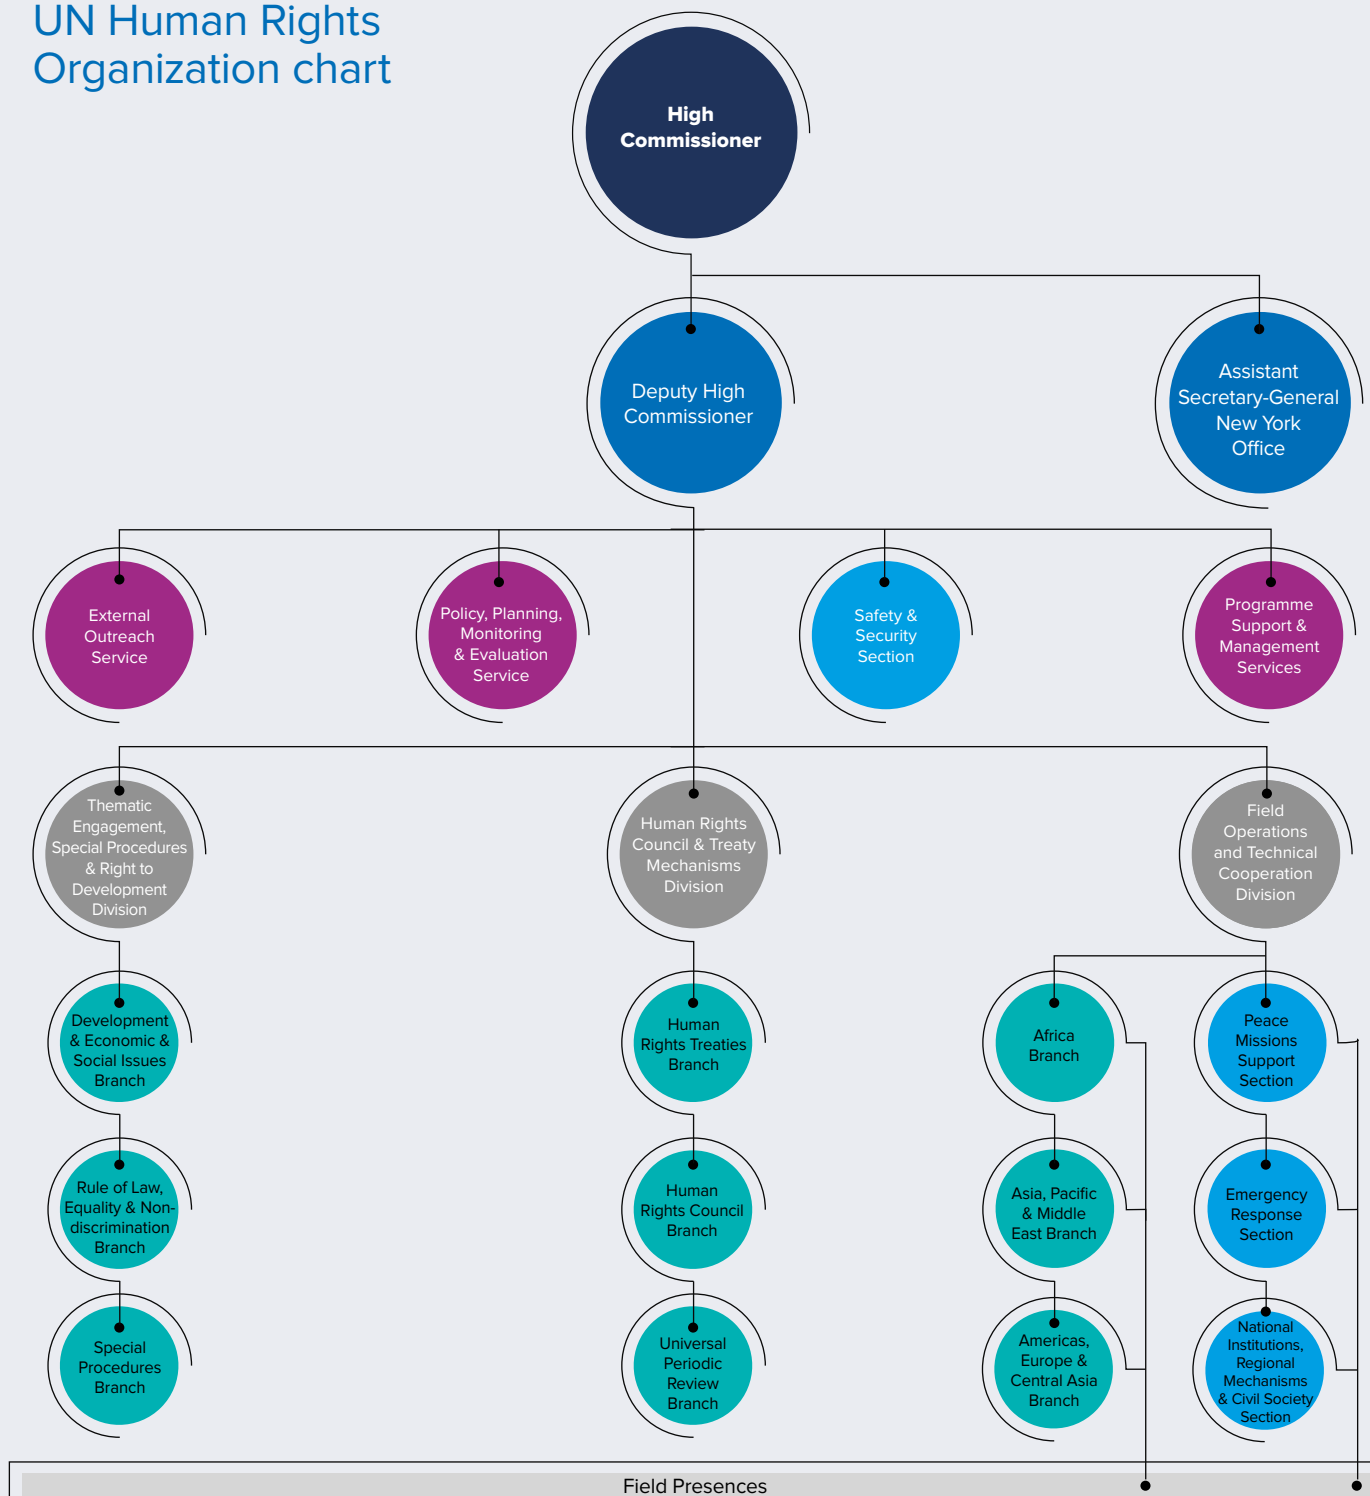 UN Human Rights
Organization chart
High
Commissioner
Deputy High
Commissioner
Assistant
Secretary-General
New York
Office
External
Outreach
Service
Policy, Planning,
Monitoring
& Evaluation
Service
Safety &
Security
Section
Programme
Support &
Management
Services
Thematic
Engagement,
Special Procedures
& Right to
Development
Division
Human Rights
Council & Treaty
Mechanisms
Division
Field
Operations
and Technical
Cooperation
Division
Development
& Economic &
Social Issues
Branch
Human
Rights Treaties
Branch
Africa
Branch
Peace
Missions
Support
Section
Rule of Law,
Equality & Non-
discrimination
Branch
Human
Rights Council
Branch
Asia, Pacific
& Middle
East Branch
Emergency
Response
Section
Special
Procedures
Branch
Universal
Periodic
Review
Branch
Americas,
Europe &
Central Asia
Branch
National
Institutions,
Regional
Mechanisms
& Civil Society
Section
Field Presences